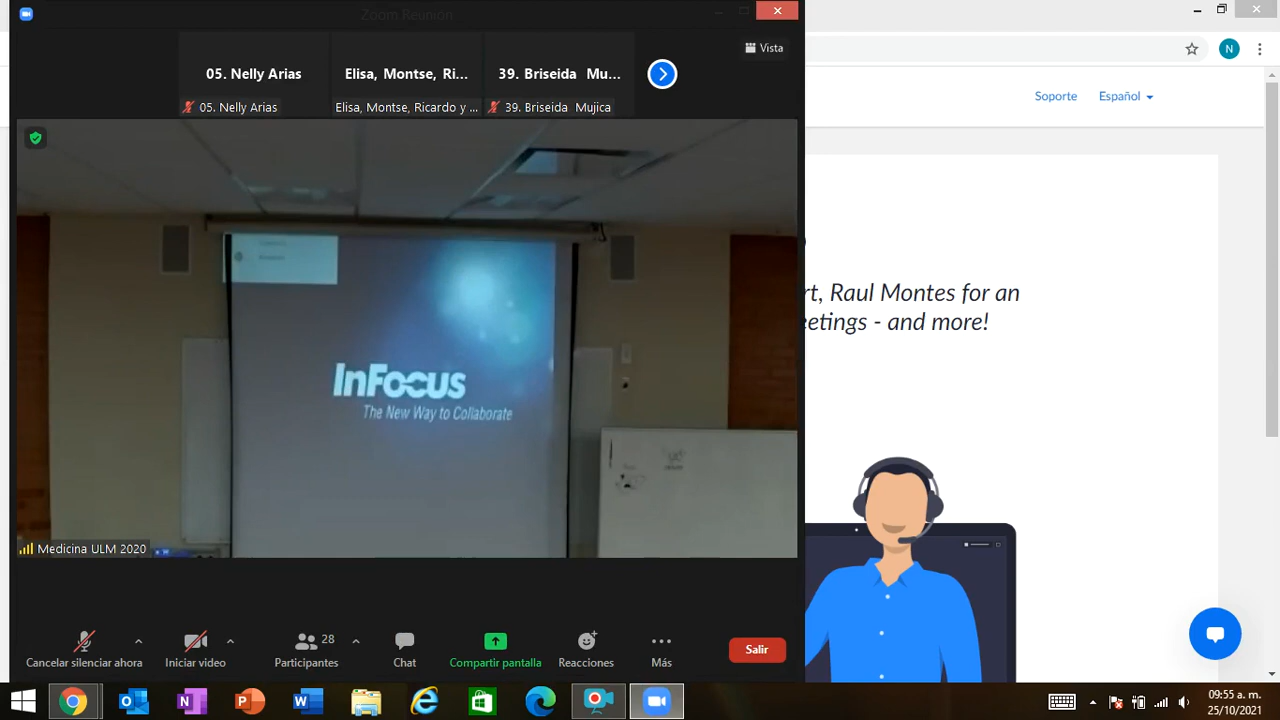 Zoom Reunión
05. Nelly Arias
Elisa, Montse, Ri...
39. Briseida Mu...
Vista
05. Nelly Arias
Elisa, Montse, Ricardo y ...
39. Briseida Mujica
N
Soporte
Español
rt, Raul Montes for an
eetings - and more!
InFocus
The New Way to Collaborate
Medicina ULM 2020
28
Cancelar silenciar ahora
Iniciar video
Participantes
Chat
Compartir pantalla
Reacciones
Más
Salir
09:55 a. m.
25/10/2021